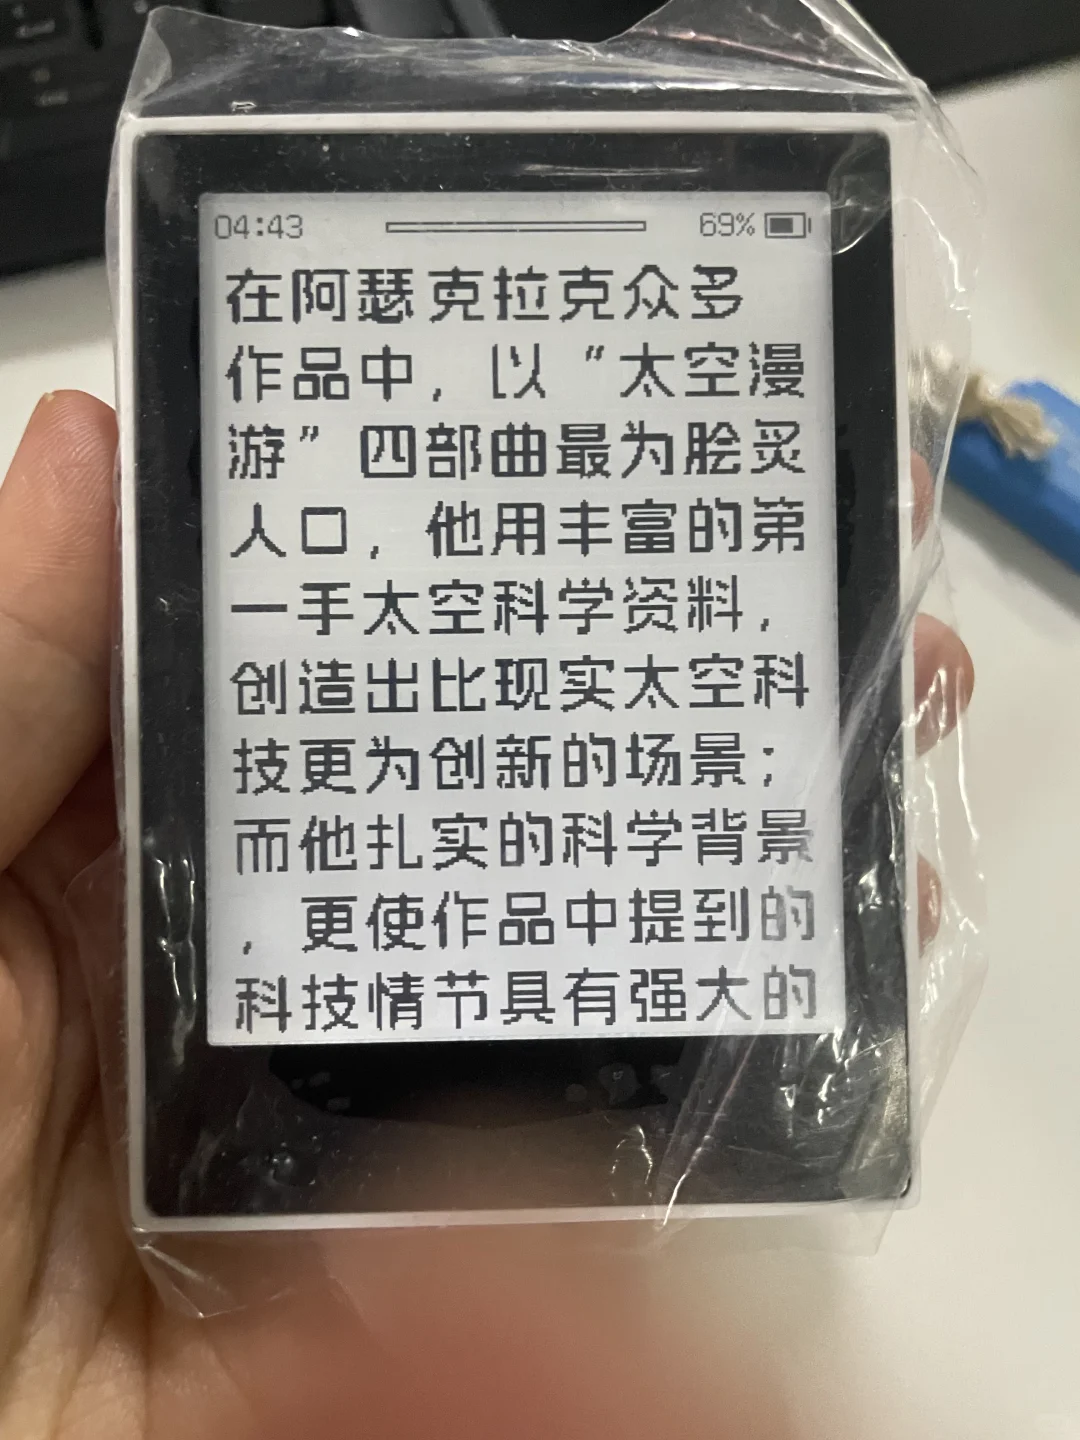 04:43 69%
在阿瑟克拉克众多
作品中，以“太空漫
游”四部曲最为脍炙
人口，他用丰富的第
一手太空科学资料，
创造出比现实太空科
技更为创新的场景；
而他扎实的科学背景
，更使作品中提到的
科技情节具有强大的